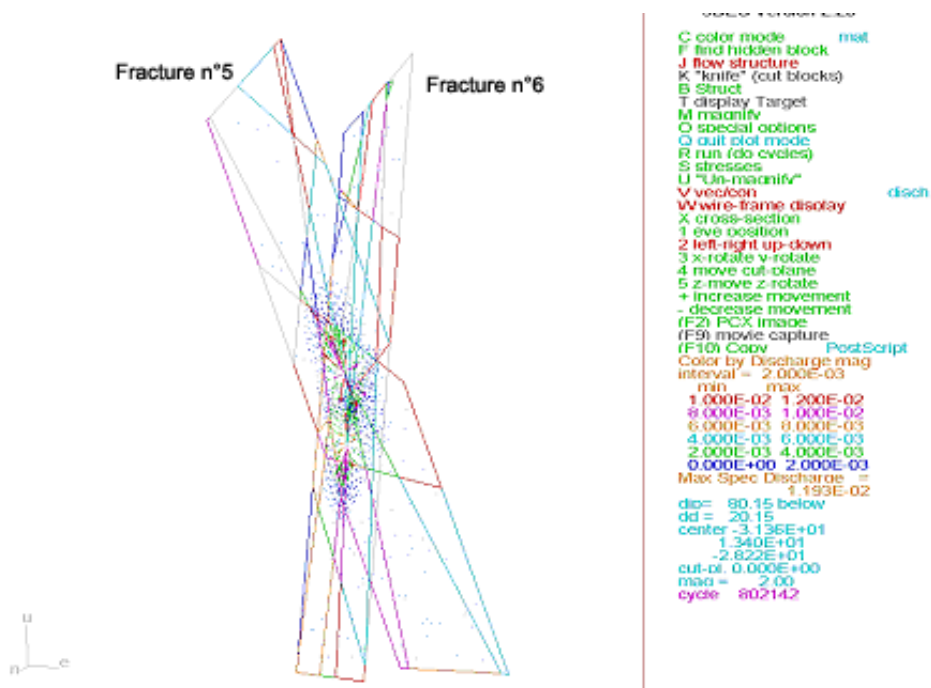 Fracture n°5
Fracture n°6
C color mode mat
F find hidden block
J flow structure
K "knife" (cut blocks)
B Struct
T display Target
M magnify
O special options
Q quit plot mode
R run (do cycles)
S stresses
U "Un-magnify"
V vec/con disch
W wire-frame display
X cross-section
1 eye position
2 left-right up-down
3 x-rotate y-rotate
4 move cut-plane
5 z-move z-rotate
+ increase movement
- decrease movement
(F2) PCX image
(F9) movie capture
(F10) Copy PostScript
Color by Discharge mag
interval = 2.000E-03
min max
1.000E-02 1.200E-02
8.000E-03 1.000E-02
6.000E-03 8.000E-03
4.000E-03 6.000E-03
2.000E-03 4.000E-03
0.000E+00 2.000E-03
Max Spec Discharge =
1.193E-02
dip= 80.15 below
dd = 20.15
center -3.136E+01
1.340E+01
-2.822E+01
cut-pl. 0.000E+00
mag = 2.00
cycle 802142
u
n e